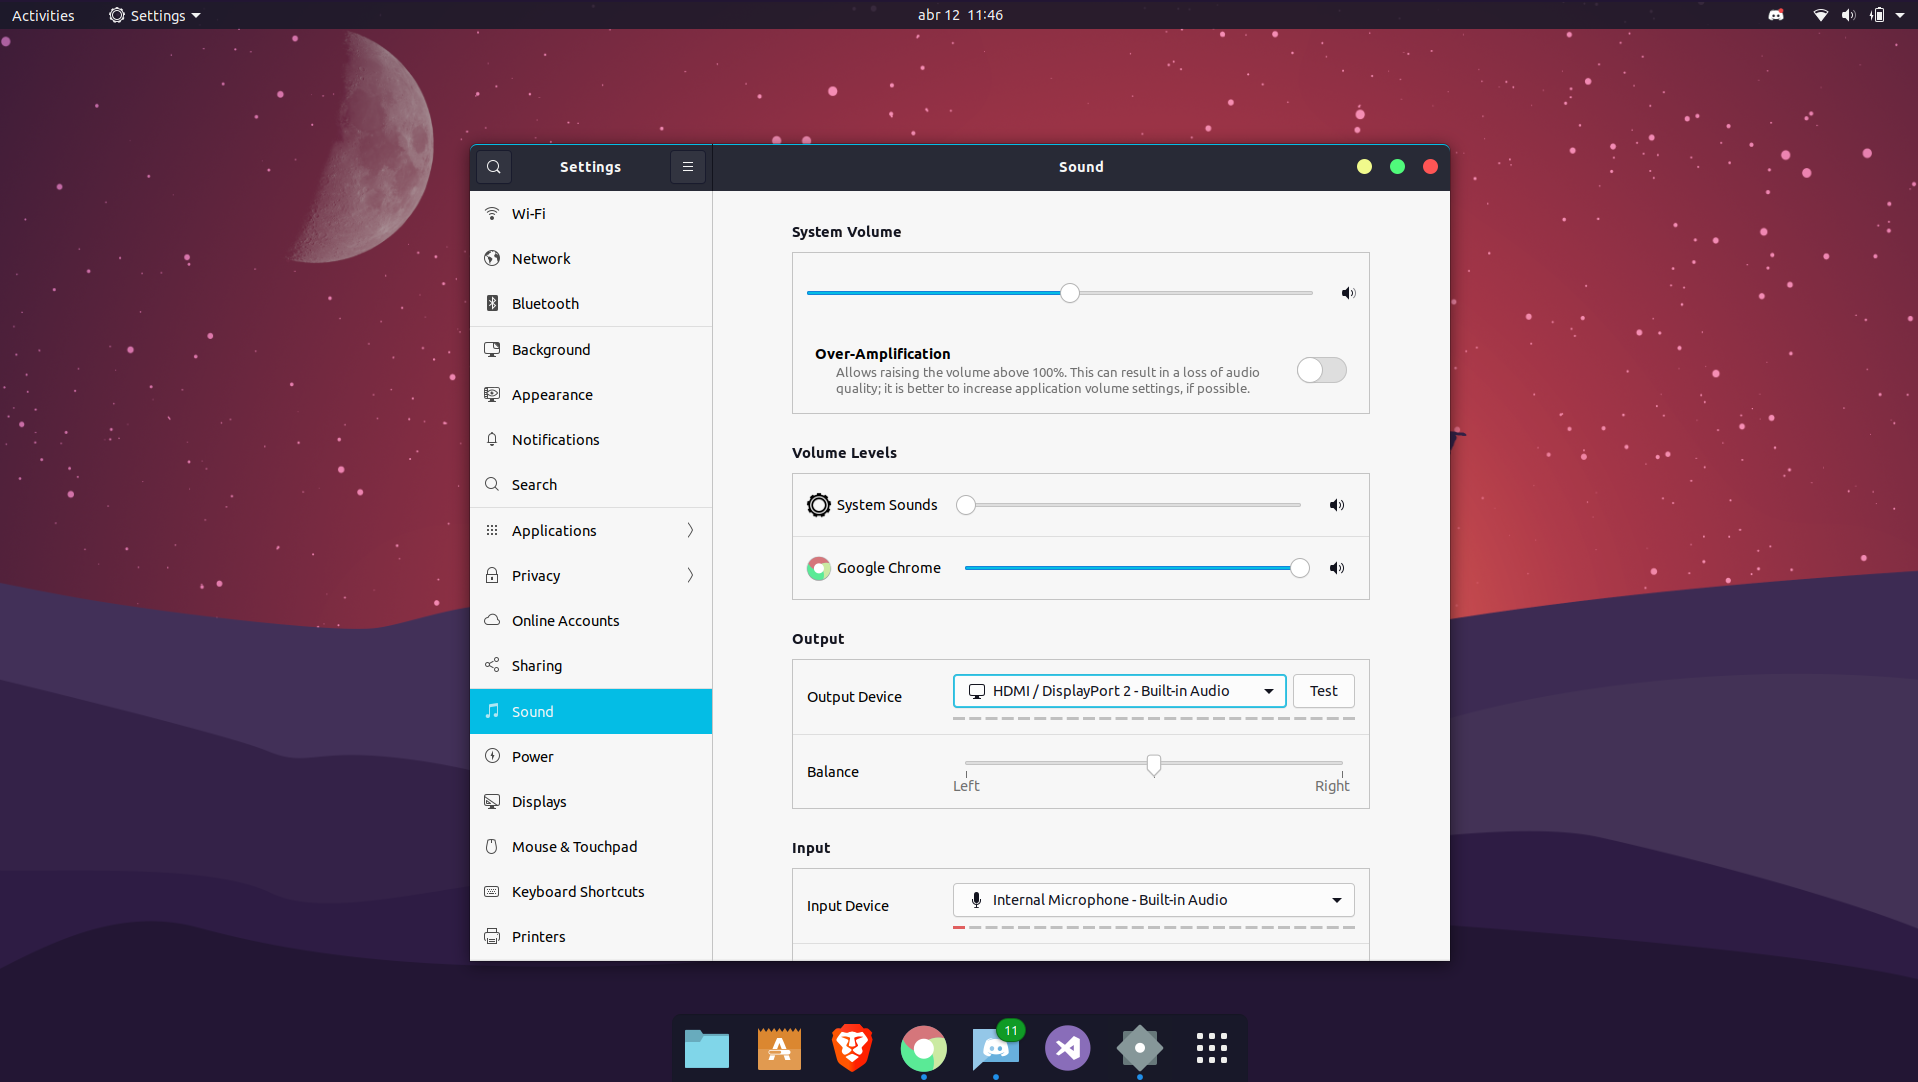 Activities
Settings
abr 12 11:46
Settings
Sound
Wi-Fi
Network
Bluetooth
Background
Appearance
Notifications
Search
Applications
Privacy
Online Accounts
Sharing
Sound
Power
Displays
Mouse & Touchpad
Keyboard Shortcuts
Printers
System Volume
Over-Amplification
Allows raising the volume above 100%. This can result in a loss of audio
quality; it is better to increase application volume settings, if possible.
Volume Levels
System Sounds
Google Chrome
Output
Output Device
HDMI / DisplayPort 2 - Built-in Audio
Test
Balance
Left
Right
Input
Input Device
Internal Microphone - Built-in Audio
11